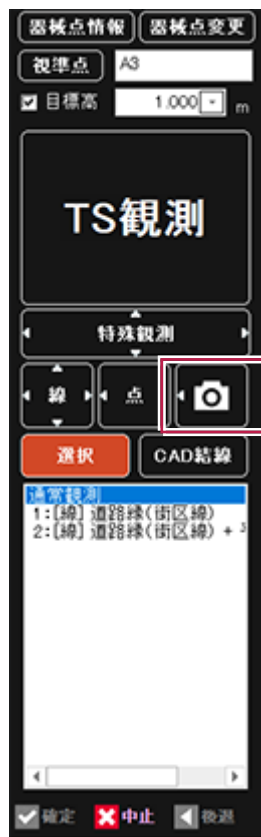 器械点情報 器械点変更
視準点 A3
目標高 1.000 m
TS観測
特殊観測
線 点
選択 CAD結線
通常観測
1:[線] 道路縁(街区線)
2:[線] 道路縁(街区線) +
確定 中止 後退